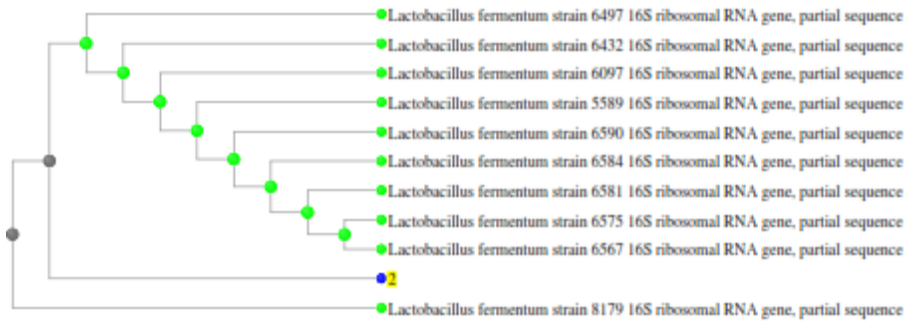 Lactobacillus fermentum strain 6497 16S ribosomal RNA gene, partial sequence
Lactobacillus fermentum strain 6432 16S ribosomal RNA gene, partial sequence
Lactobacillus fermentum strain 6097 16S ribosomal RNA gene, partial sequence
Lactobacillus fermentum strain 5589 16S ribosomal RNA gene, partial sequence
Lactobacillus fermentum strain 6590 16S ribosomal RNA gene, partial sequence
Lactobacillus fermentum strain 6584 16S ribosomal RNA gene, partial sequence
Lactobacillus fermentum strain 6581 16S ribosomal RNA gene, partial sequence
Lactobacillus fermentum strain 6575 16S ribosomal RNA gene, partial sequence
Lactobacillus fermentum strain 6567 16S ribosomal RNA gene, partial sequence
2
Lactobacillus fermentum strain 8179 16S ribosomal RNA gene, partial sequence